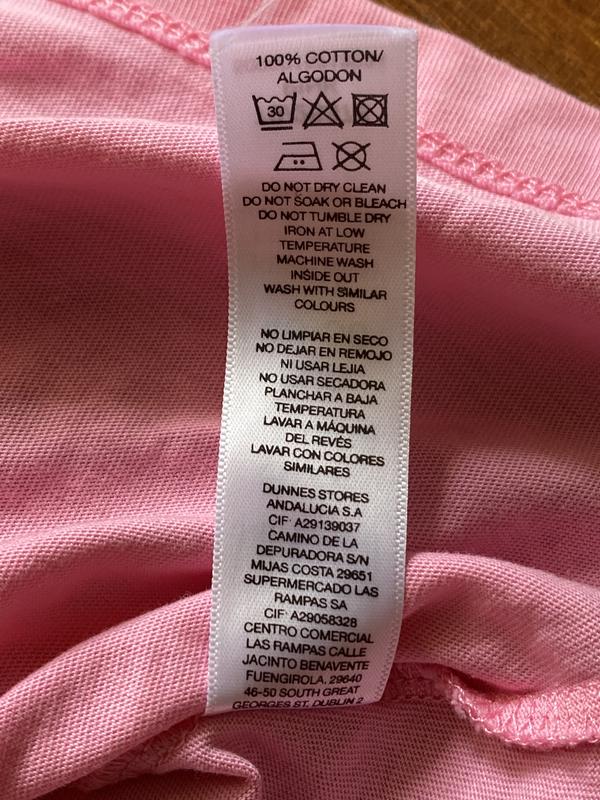 100% COTTON/
ALGODON
30
DO NOT DRY CLEAN
DO NOT SOAK OR BLEACH
DO NOT TUMBLE DRY
IRON AT LOW
TEMPERATURE
MACHINE WASH
INSIDE OUT
WASH WITH SIMILAR
COLOURS
NO LIMPIAR EN SECO
NO DEJAR EN REMOJO
NI USAR LEJIA
NO USAR SECADORA
PLANCHAR A BAJA
TEMPERATURA
LAVAR A MÁQUINA
DEL REVÉS
LAVAR CON COLORES
SIMILARES
DUNNES STORES
ANDALUCIA S.A
CIF: A29139037
CAMINO DE LA
DEPURADORA S/N
MIJAS COSTA 29651
SUPERMERCADO LAS
RAMPAS SA
CIF: A29058328
CENTRO COMERCIAL
LAS RAMPAS CALLE
JACINTO BENAVENTE
FUENGIROLA, 29640
46-50 SOUTH GREAT
GEORGES ST, DUBLIN 2